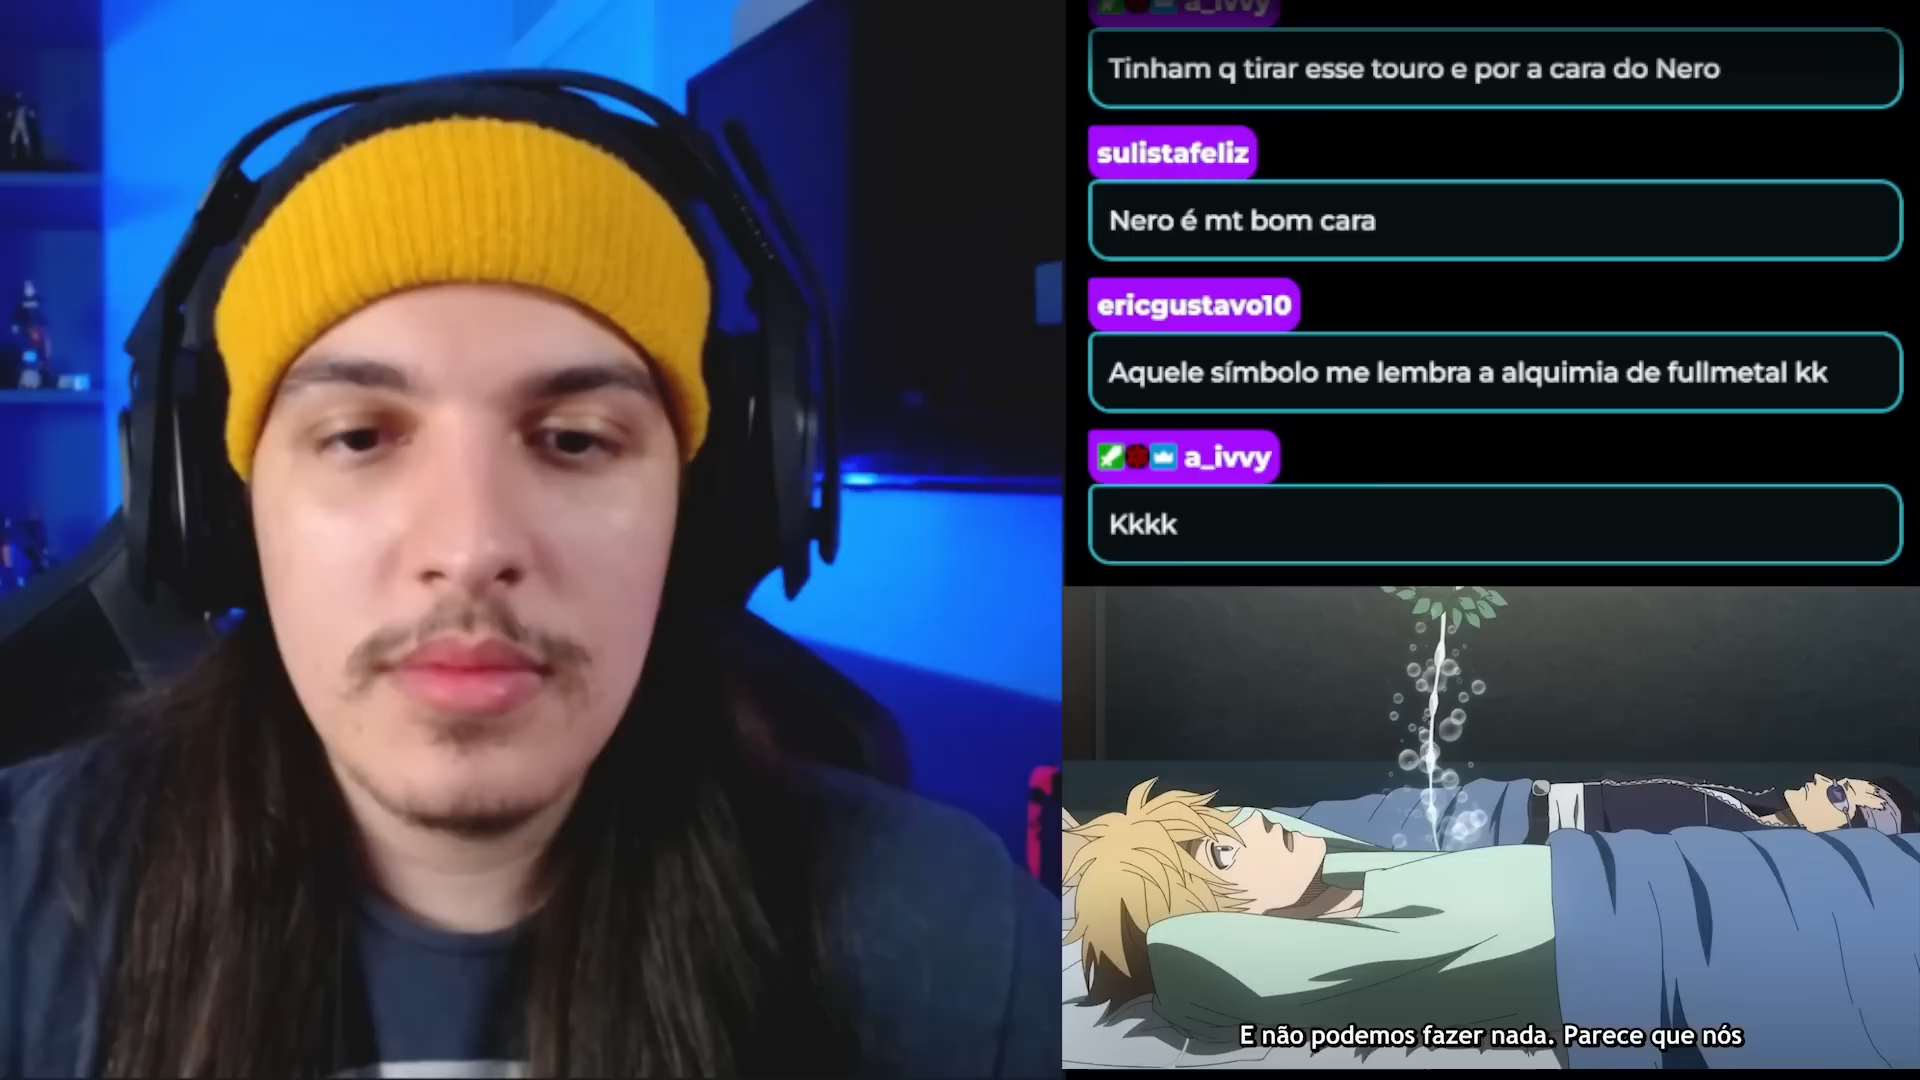 a_ivvy
Tinham q tirar esse touro e por a cara do Nero
sulistafeliz
Nero é mt bom cara
ericgustavo10
Aquele símbolo me lembra a alquimia de fullmetal kk
a_ivvy
Kkkk
E não podemos fazer nada. Parece que nós